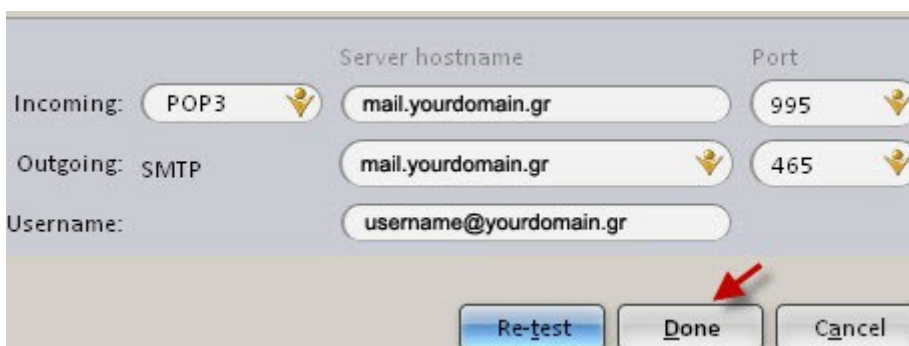 Server hostname Port
Incoming: POP3 mail.yourdomain.gr 995
Outgoing: SMTP mail.yourdomain.gr 465
Username: username@yourdomain.gr
Re-test Done Cancel